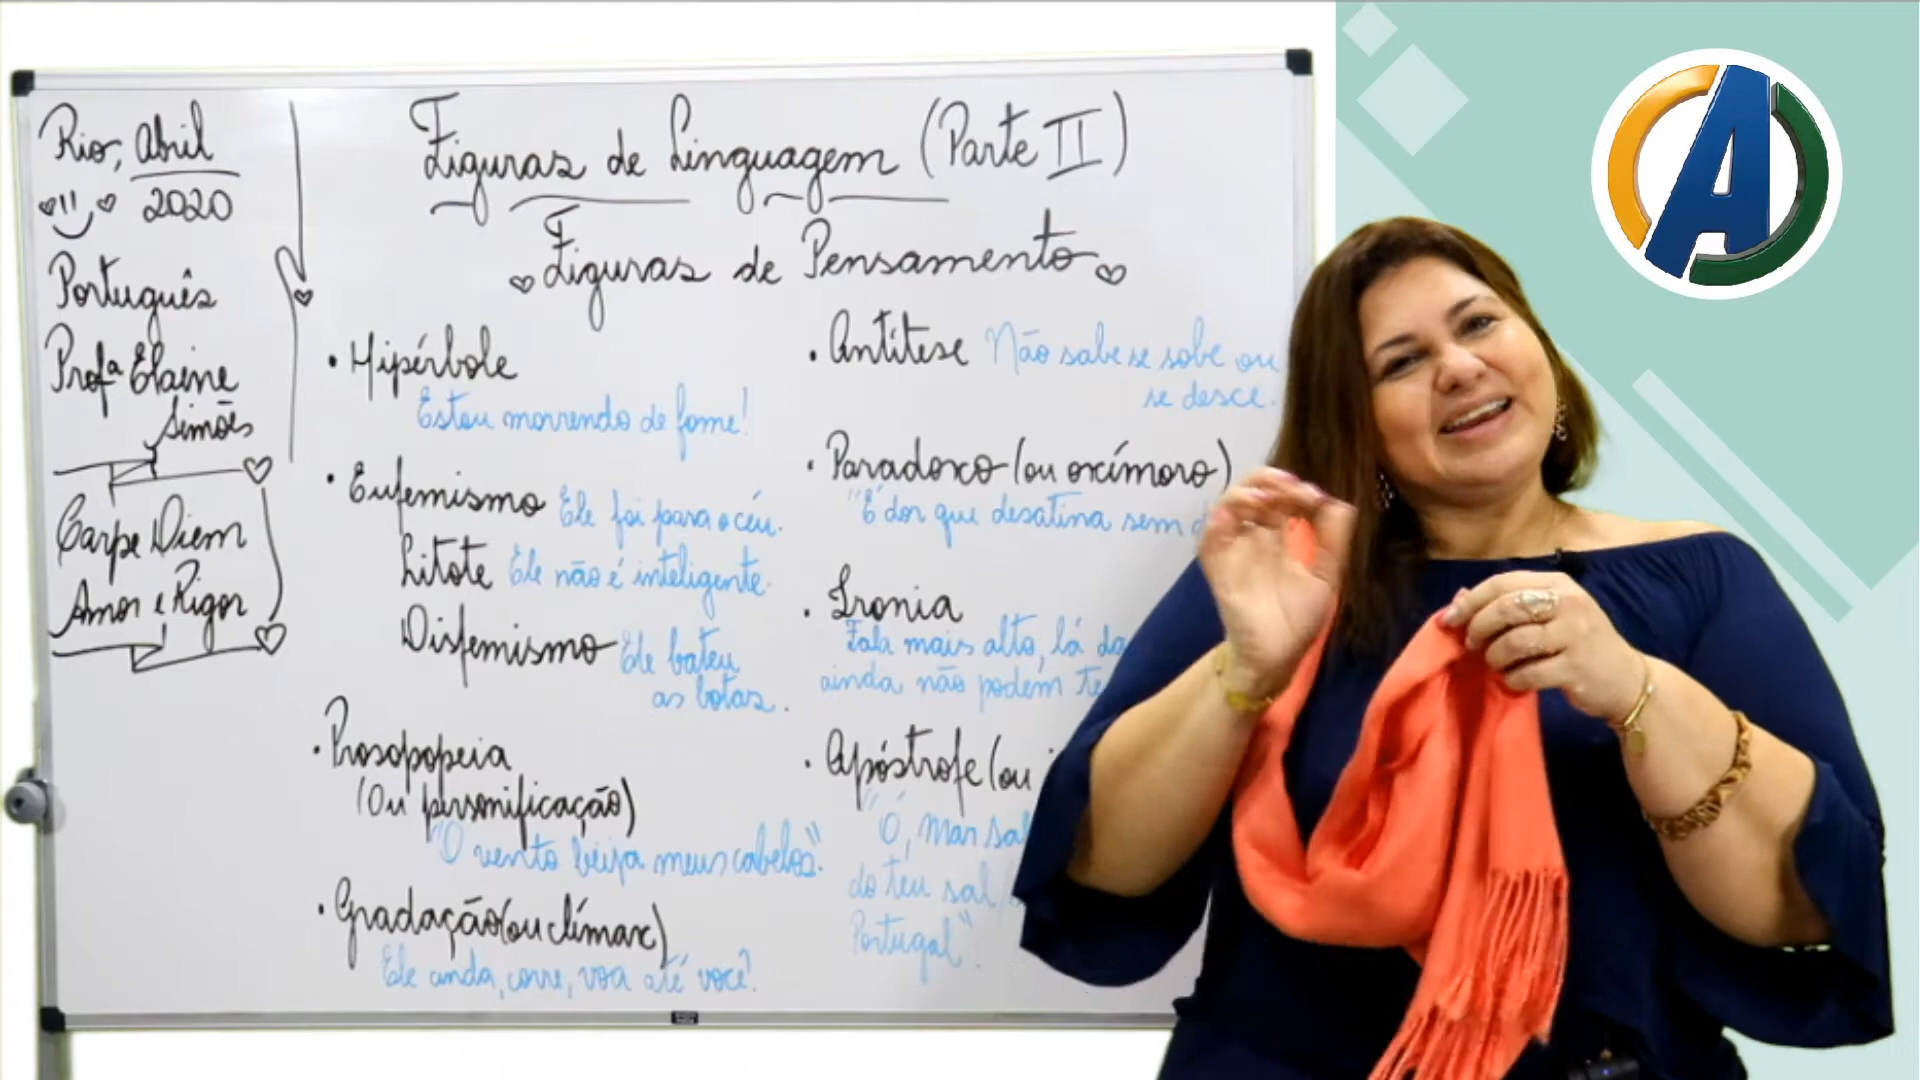 Rio, Abril
2020
Português
Profª Elaine
Simões
Carpe Diem
Amor e Rigor
Figuras de Linguagem (Parte II)
Figuras de Pensamento
• Hipérbole
Estou morrendo de fome!
• Eufemismo Ele foi para o céu.
Litote Ele não é inteligente.
Disfemismo Ele bateu
as botas.
• Prosopopeia
(Ou personificação)
"O vento beija meus cabelos."
• Gradação (ou clímax)
Ele anda, corre, voa até você!
• Antítese Não sabe se sobe ou
se desce.
• Paradoxo (ou oxímoro)
"É dor que desatina sem
• Ironia
Fala mais alto, lá da
ainda não podem te
• Apóstrofe (ou
"Ó, Mar sal
do teu sal
Portugal".
A